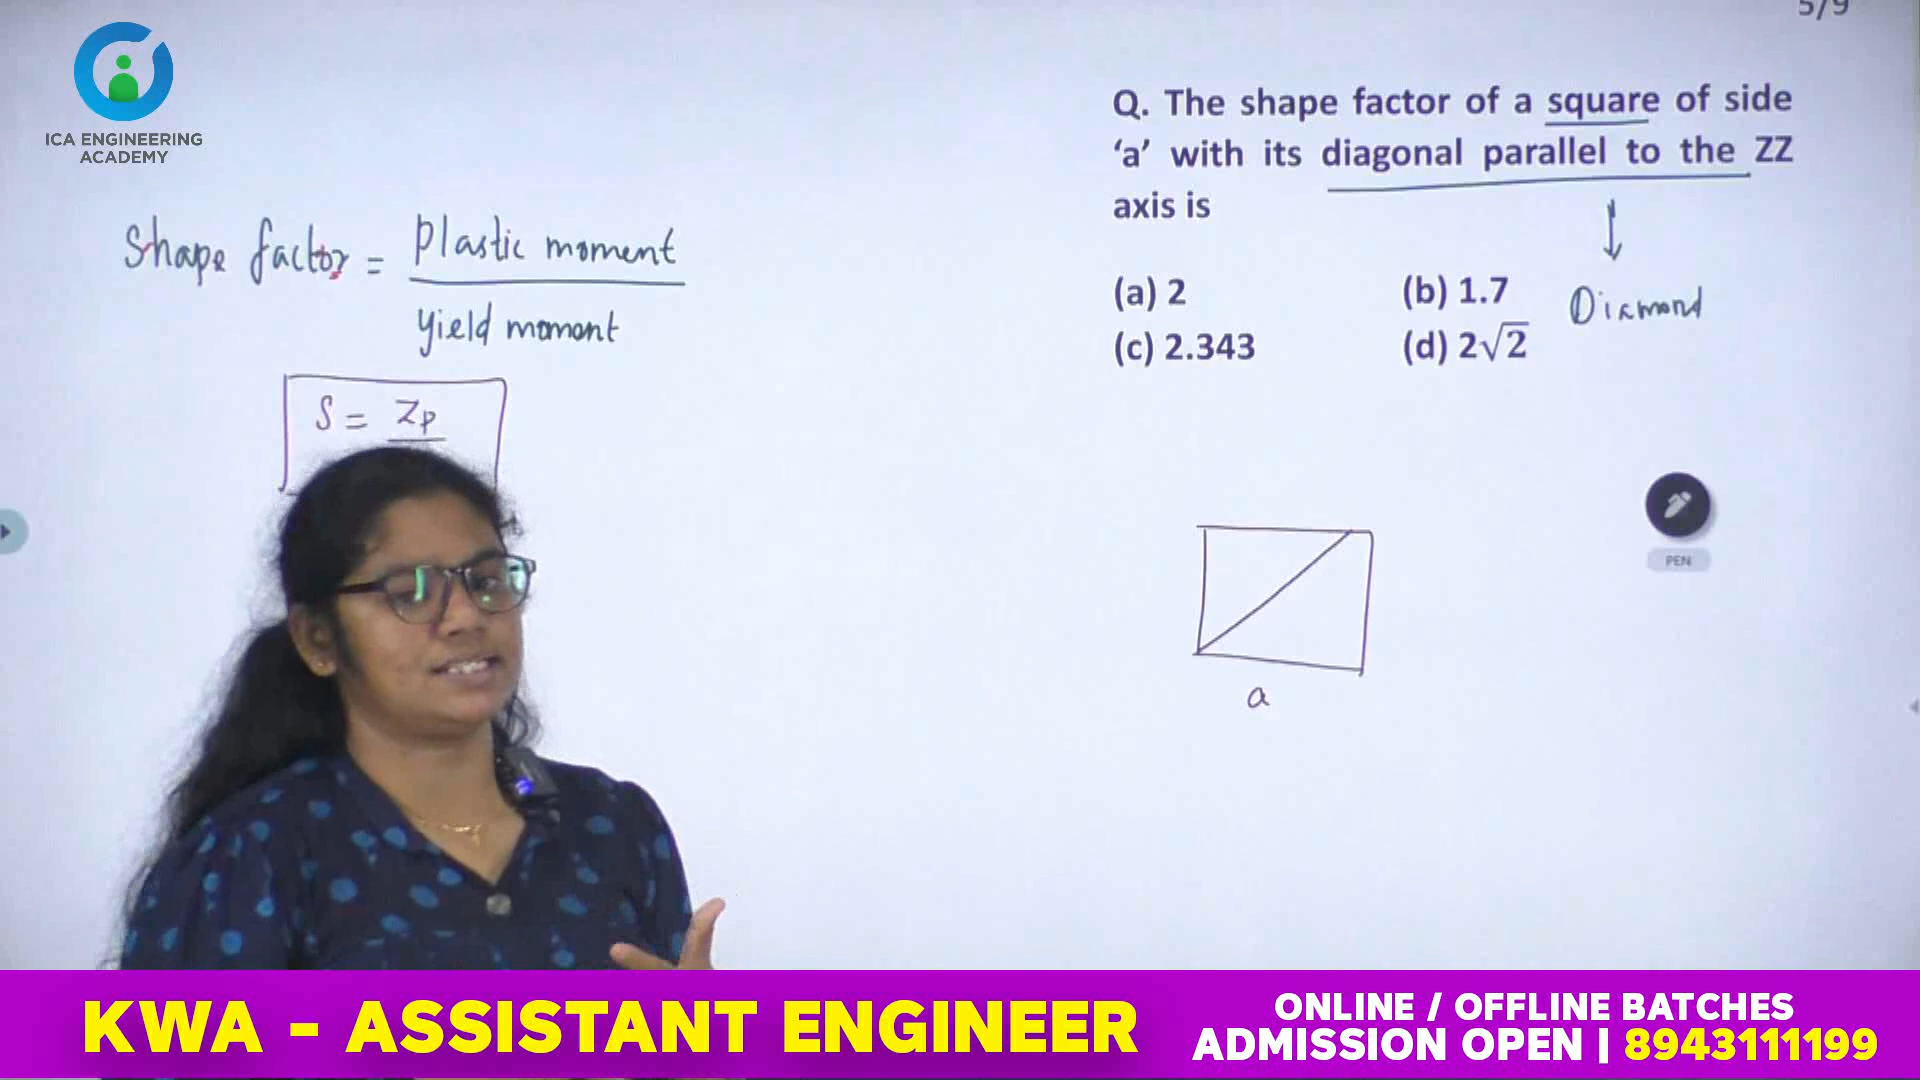 5/9
ICA ENGINEERING
ACADEMY
Q. The shape factor of a square of side
‘a’ with its diagonal parallel to the ZZ
axis is
(a) 2
(b) 1.7
(c) 2.343
(d) 2√2
Diamond
Shape factor = Plastic moment
yield moment
S = Zp
PEN
a
KWA - ASSISTANT ENGINEER
ONLINE / OFFLINE BATCHES
ADMISSION OPEN | 8943111199